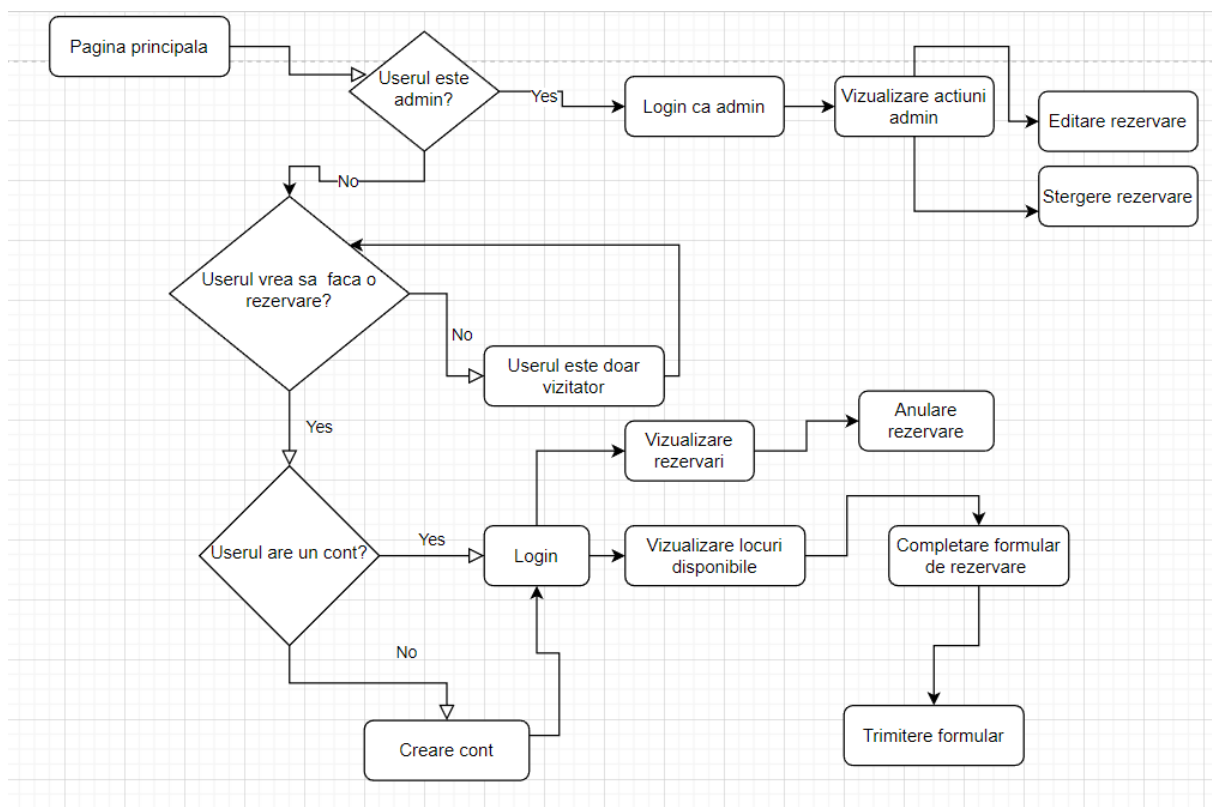 Pagina principala
Userul este
admin?
Yes
Login ca admin
Vizualizare actiuni
admin
Editare rezervare
Stergere rezervare
No
Userul vrea sa  faca o
rezervare?
No
Userul este doar
vizitator
Yes
Anulare
rezervare
Vizualizare
rezervari
Userul are un cont?
Yes
Login
Vizualizare locuri
disponibile
Completare formular
de rezervare
No
Creare cont
Trimitere formular